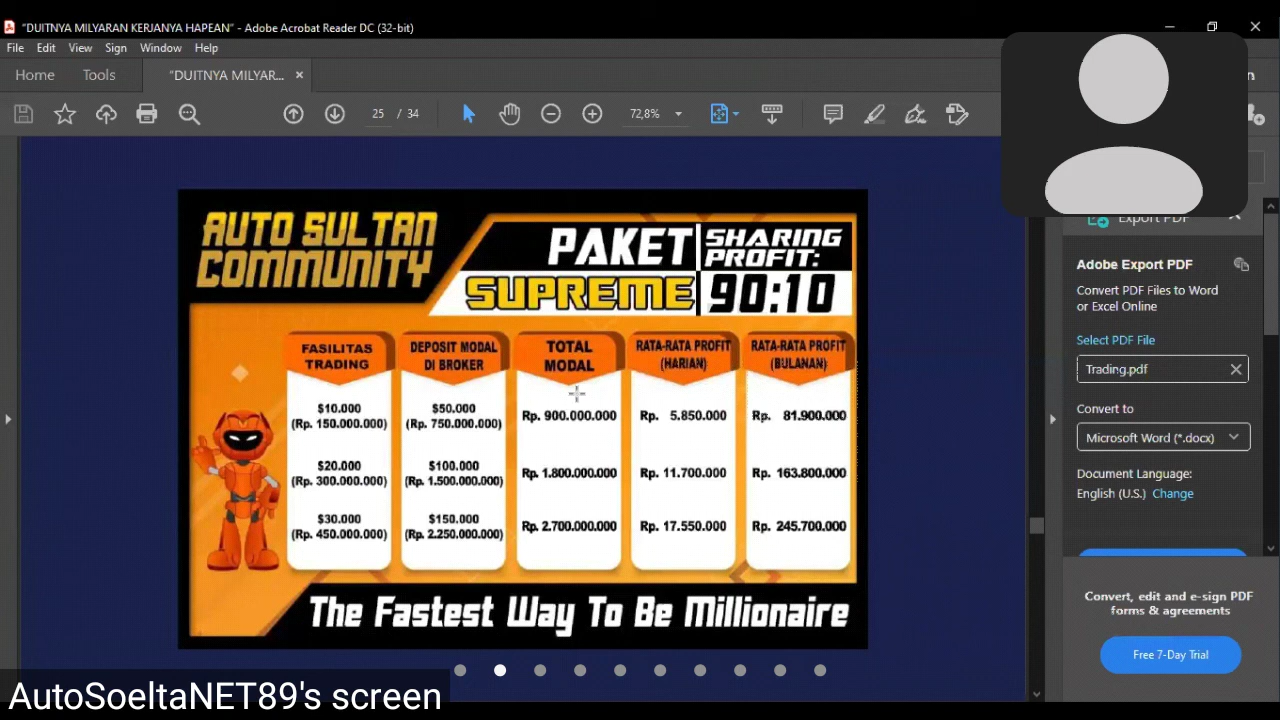 "DUITNYA MILYARAN KERJANYA HAPEAN" - Adobe Acrobat Reader DC (32-bit)
File Edit View Sign Window Help
Home Tools "DUITNYA MILYAR... ×
25 / 34 72,8%
Export PDF
Adobe Export PDF
Convert PDF Files to Word
or Excel Online
Select PDF File
Trading.pdf
Convert to
Microsoft Word (*.docx)
Document Language:
English (U.S.) Change
Convert, edit and e-sign PDF
forms & agreements
Free 7-Day Trial
AUTO SULTAN
COMMUNITY
PAKET
SUPREME
SHARING
PROFIT:
90:10
FASILITAS
TRADING
$10.000
(Rp. 150.000.000)
$20.000
(Rp. 300.000.000)
$30.000
(Rp. 450.000.000)
DEPOSIT MODAL
DI BROKER
$50.000
(Rp. 750.000.000)
$100.000
(Rp. 1.500.000.000)
$150.000
(Rp. 2.250.000.000)
TOTAL
MODAL
Rp. 900.000.000
Rp. 1.800.000.000
Rp. 2.700.000.000
RATA-RATA PROFIT
(HARIAN)
Rp. 5.850.000
Rp. 11.700.000
Rp. 17.550.000
RATA-RATA PROFIT
(BULANAN)
Rp. 81.900.000
Rp. 163.800.000
Rp. 245.700.000
The Fastest Way To Be Millionaire
AutoSoeltaNET89's screen